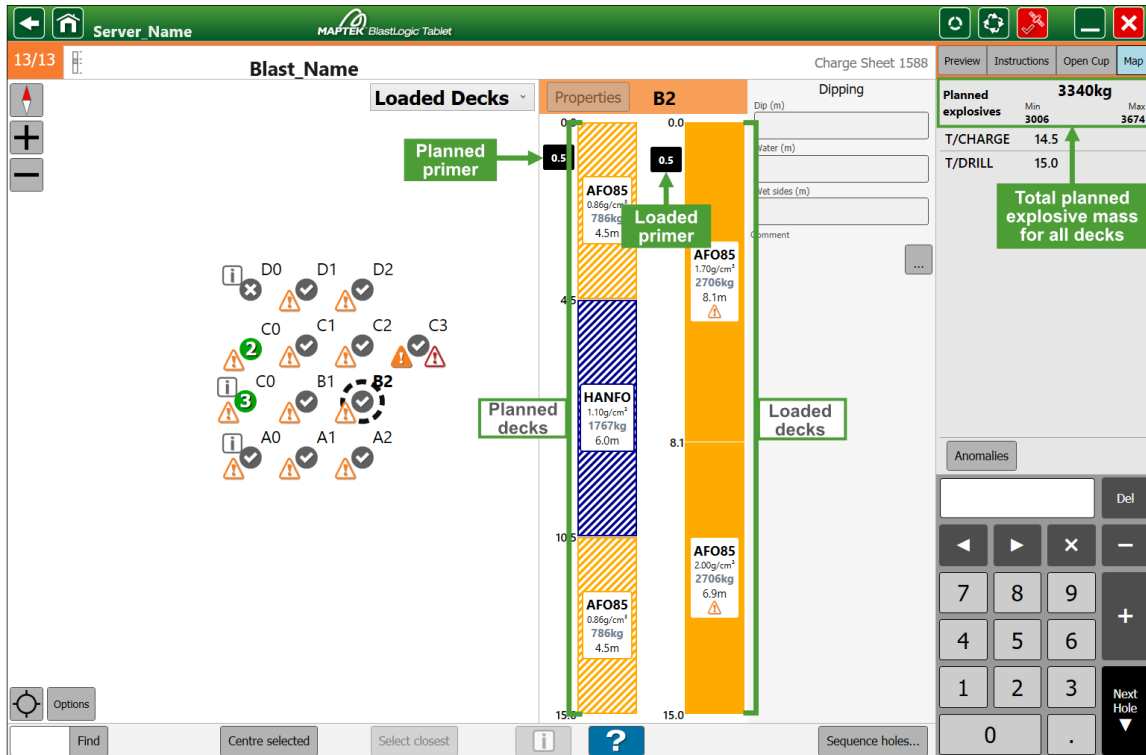 Server_Name
MAPTEK BlastLogic Tablet
13/13
Blast_Name
Charge Sheet 1588
Preview
Instructions
Open Cup
Map
Loaded Decks
Properties
B2
Dipping
Dip (m)
Water (m)
Wet sides (m)
Comment
...
Planned explosives
3340kg
Min
3006
Max
3674
T/CHARGE 14.5
T/DRILL 15.0
Total planned
explosive mass
for all decks
Planned
primer
0.5
Loaded
primer
0.5
0.0
4.5
10.5
15.0
AFO85
0.86g/cm³
786kg
4.5m
HANFO
1.10g/cm³
1767kg
6.0m
AFO85
0.86g/cm³
786kg
4.5m
0.0
8.1
15.0
AFO85
1.70g/cm³
2706kg
8.1m
AFO85
2.00g/cm³
2706kg
6.9m
Planned
decks
Loaded
decks
D0 D1 D2
C0 C1 C2 C3
2
C0 B1 B2
3
A0 A1 A2
Anomalies
Del
7 8 9
4 5 6
1 2 3
0 .
Next
Hole
Options
Find
Centre selected
Select closest
i
?
Sequence holes...